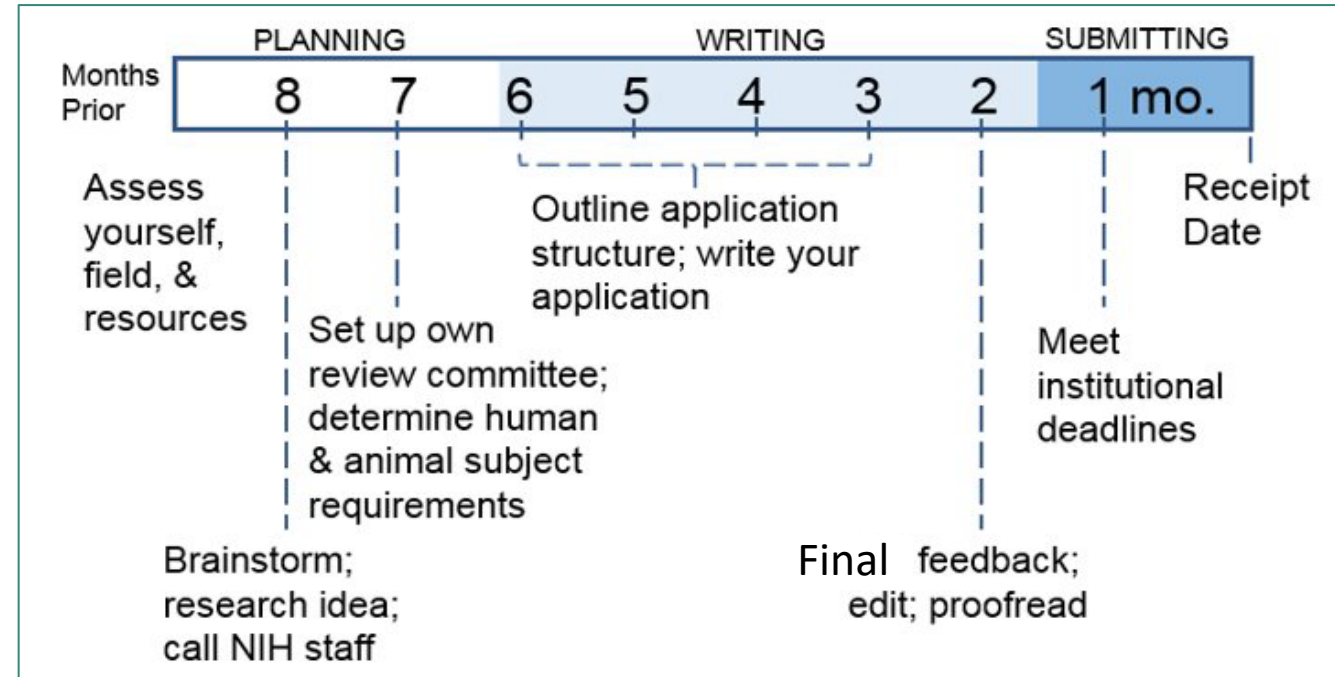 PLANNING WRITING SUBMITTING
Months
Prior
8 7 6 5 4 3 2 1 mo.
Assess
yourself,
field, &
resources
Brainstorm;
research idea;
call NIH staff
Set up own
review committee;
determine human
& animal subject
requirements
Outline application
structure; write your
application
Final feedback;
edit; proofread
Meet
institutional
deadlines
Receipt
Date